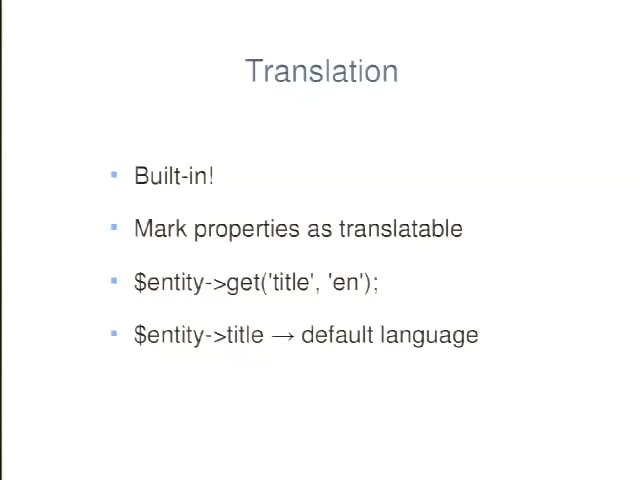 Translation
Built-in!
Mark properties as translatable
$entity->get('title', 'en');
$entity->title → default language